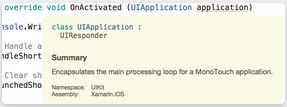 override void OnActivated (UIApplication application)
nsole.Wri
class UIApplication :
UIResponder
Handle a
ndleShort
Summary
Encapsulates the main processing loop for a MonoTouch application.
Clear sh
unchedSho
Namespace: UIKit
Assembly: Xamarin.iOS